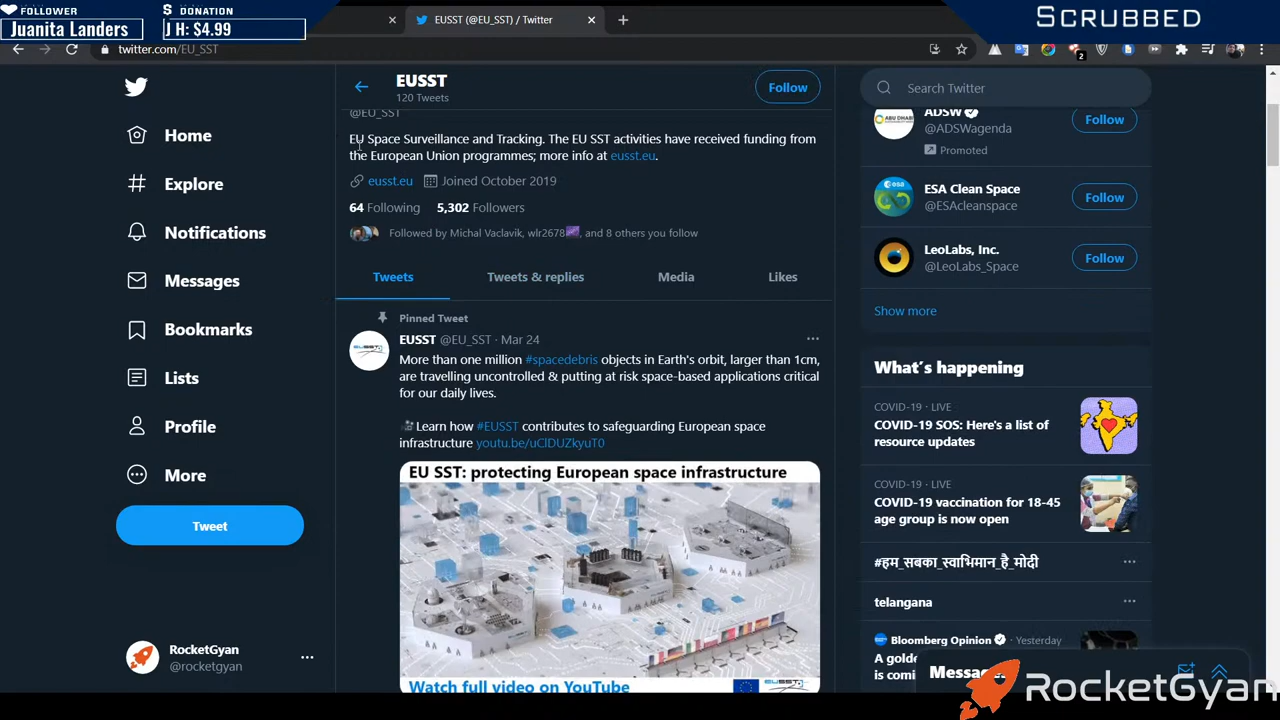 FOLLOWER
Juanita Landers
DONATION
J H: $4.99
EUSST (@EU_SST) / Twitter
SCRUBBED
twitter.com/EU_SST
2
Home
Explore
Notifications
Messages
Bookmarks
Lists
Profile
More
Tweet
RocketGyan
@rocketgyan
EUSST
120 Tweets
Follow
@EU_SST
EU Space Surveillance and Tracking. The EU SST activities have received funding from
the European Union programmes; more info at eusst.eu.
eusst.eu Joined October 2019
64 Following 5,302 Followers
Followed by Michal Vaclavik, wlr2678, and 8 others you follow
Tweets Tweets & replies Media Likes
Pinned Tweet
EUSST @EU_SST · Mar 24
More than one million #spacedebris objects in Earth's orbit, larger than 1cm,
are travelling uncontrolled & putting at risk space-based applications critical
for our daily lives.
Learn how #EUSST contributes to safeguarding European space
infrastructure youtu.be/uClDUZkyuT0
EU SST: protecting European space infrastructure
Watch full video on YouTube
EUSST
Search Twitter
ADSW
@ADSWagenda
Promoted
Follow
ESA Clean Space
@ESAcleanspace
Follow
LeoLabs, Inc.
@LeoLabs_Space
Follow
Show more
What's happening
COVID-19 · LIVE
COVID-19 SOS: Here's a list of
resource updates
COVID-19 · LIVE
COVID-19 vaccination for 18-45
age group is now open
#हम_सबका_स्वाभिमान_है_मोदी
telangana
Bloomberg Opinion · Yesterday
A golde
is comi
Messa
RocketGyan